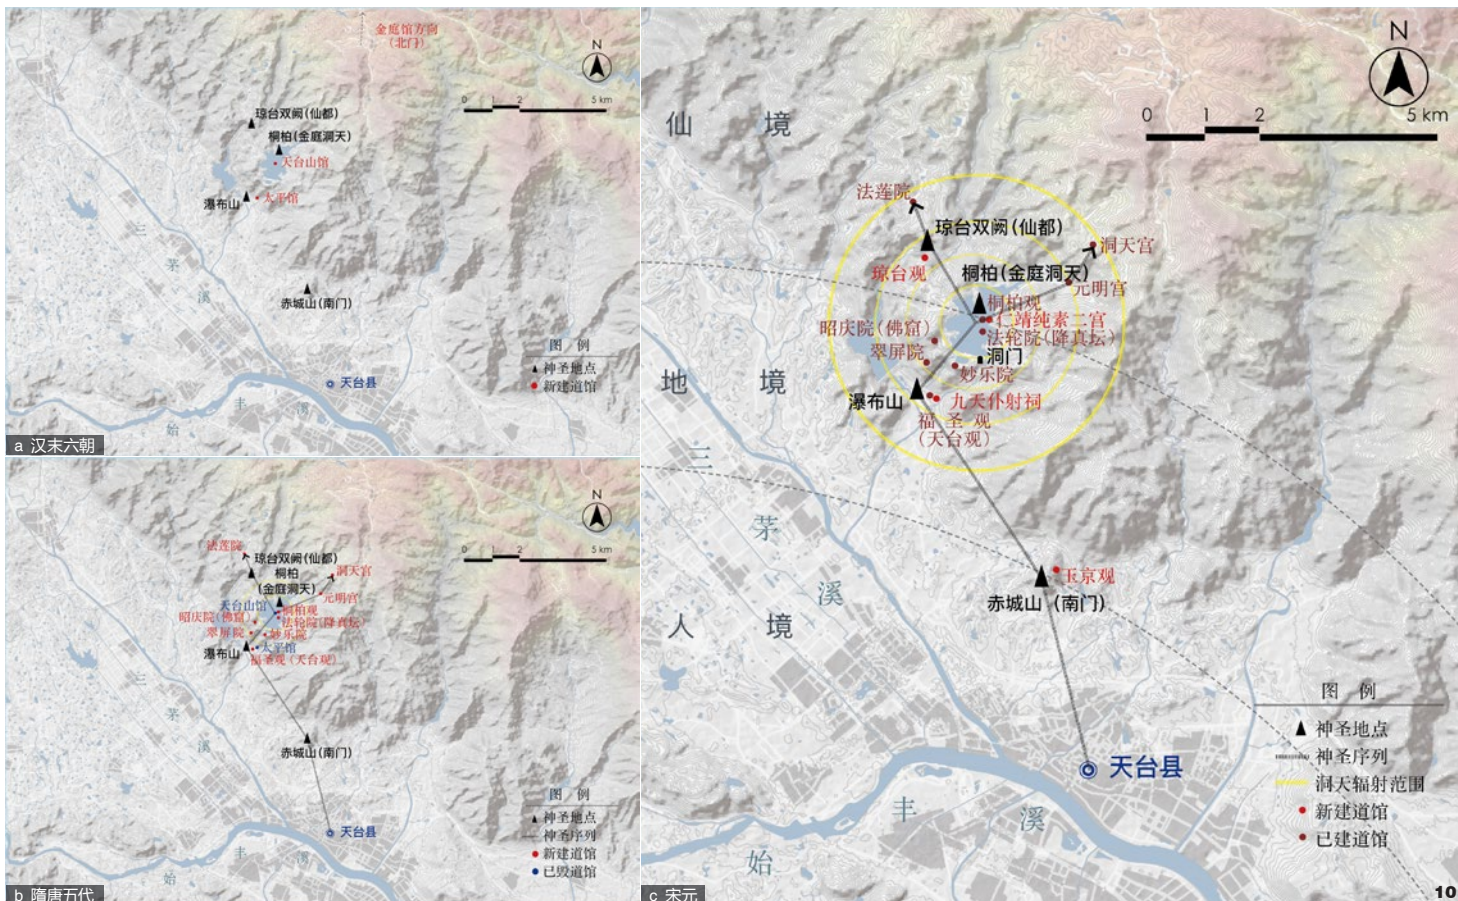 金庭馆方向
(北门)
N
0 1 2 5 km
琼台双阙(仙都)
桐柏(金庭洞天)
天台山馆
瀑布山
太平馆
三
茅
溪
赤城山(南门)
图 例
神圣地点
新建道馆
天台县
丰
溪
始
a 汉末六朝
N
0 1 2 5 km
法莲院
琼台双阙(仙都)
桐柏
(金庭洞天)
洞天宫
元明宫
天台山馆
桐柏观
昭庆院(佛窟)
法轮院(降真坛)
翠屏院
妙乐院
瀑布山
太平馆
福圣观(天台观)
三
茅
溪
赤城山(南门)
图 例
神圣地点
神圣序列
新建道馆
已毁道馆
天台县
丰
溪
始
b 隋唐五代
N
0 1 2 5 km
仙 境
法莲院
琼台双阙(仙都)
洞天宫
琼台观
桐柏(金庭洞天)
元明宫
桐柏观
仁靖纯素二宫
昭庆院(佛窟)
法轮院(降真坛)
翠屏院
洞门
妙乐院
地 境
瀑布山
九天仆射祠
福圣观
(天台观)
三
茅
溪
玉京观
赤城山(南门)
人 境
图 例
神圣地点
神圣序列
洞天辐射范围
新建道馆
已建道馆
天台县
丰
溪
始
c 宋元
10